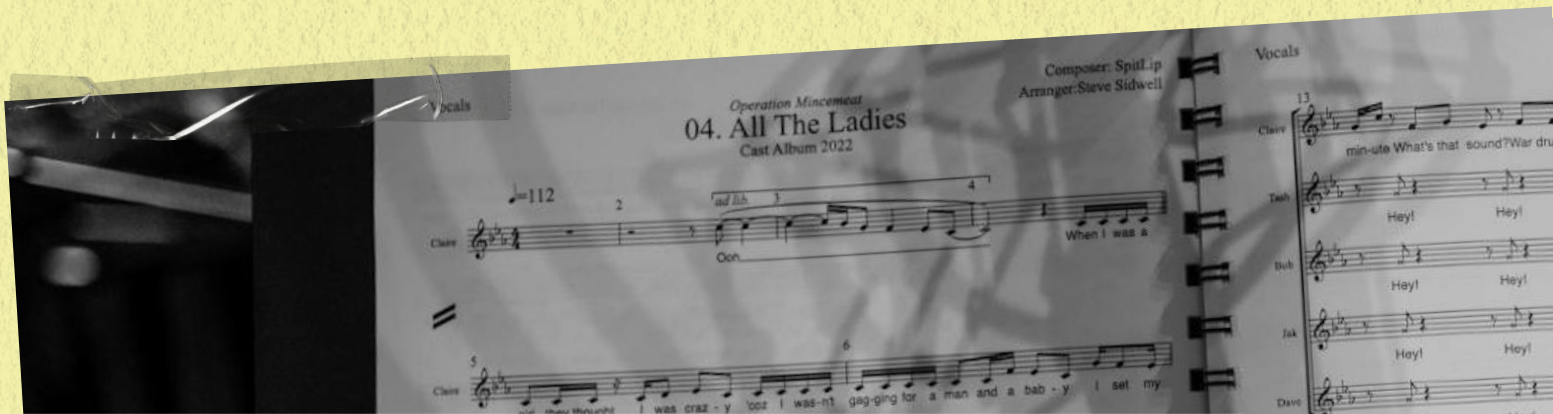 Vocals
Operation Mincemeat
04. All The Ladies
Cast Album 2022
Composer: SpitLip
Arranger:Steve Sidwell
♩=112
2
ad lib.
3
4
Claire
Ooh
When I was a
5
6
Claire
girl they thought I was craz - y 'coz I was-n't gag-ging for a man and a bab - y I set my
Vocals
13
Claire
min-ute What's that sound?War dru
Tash
Hey! Hey!
Bub
Hey! Hey!
Jak
Hey! Hey!
Dave